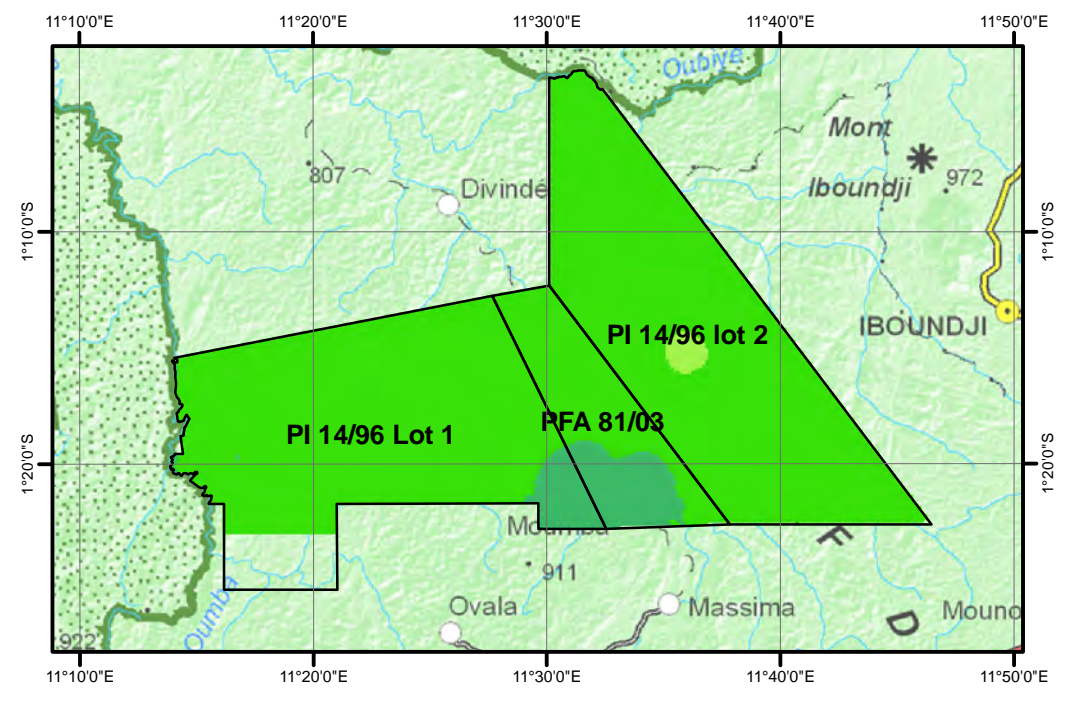 11°10'0"E 11°20'0"E 11°30'0"E 11°40'0"E 11°50'0"E
Oubiye
Mont
Iboundji
972
807
Divindé
1°10'0"S
1°10'0"S
IBOUNDJI
PI 14/96 lot 2
PFA 81/03
PI 14/96 Lot 1
1°20'0"S
1°20'0"S
Moumba
F
911
Ovala
Massima
Mouno
D
Oumba
922
11°10'0"E 11°20'0"E 11°30'0"E 11°40'0"E 11°50'0"E